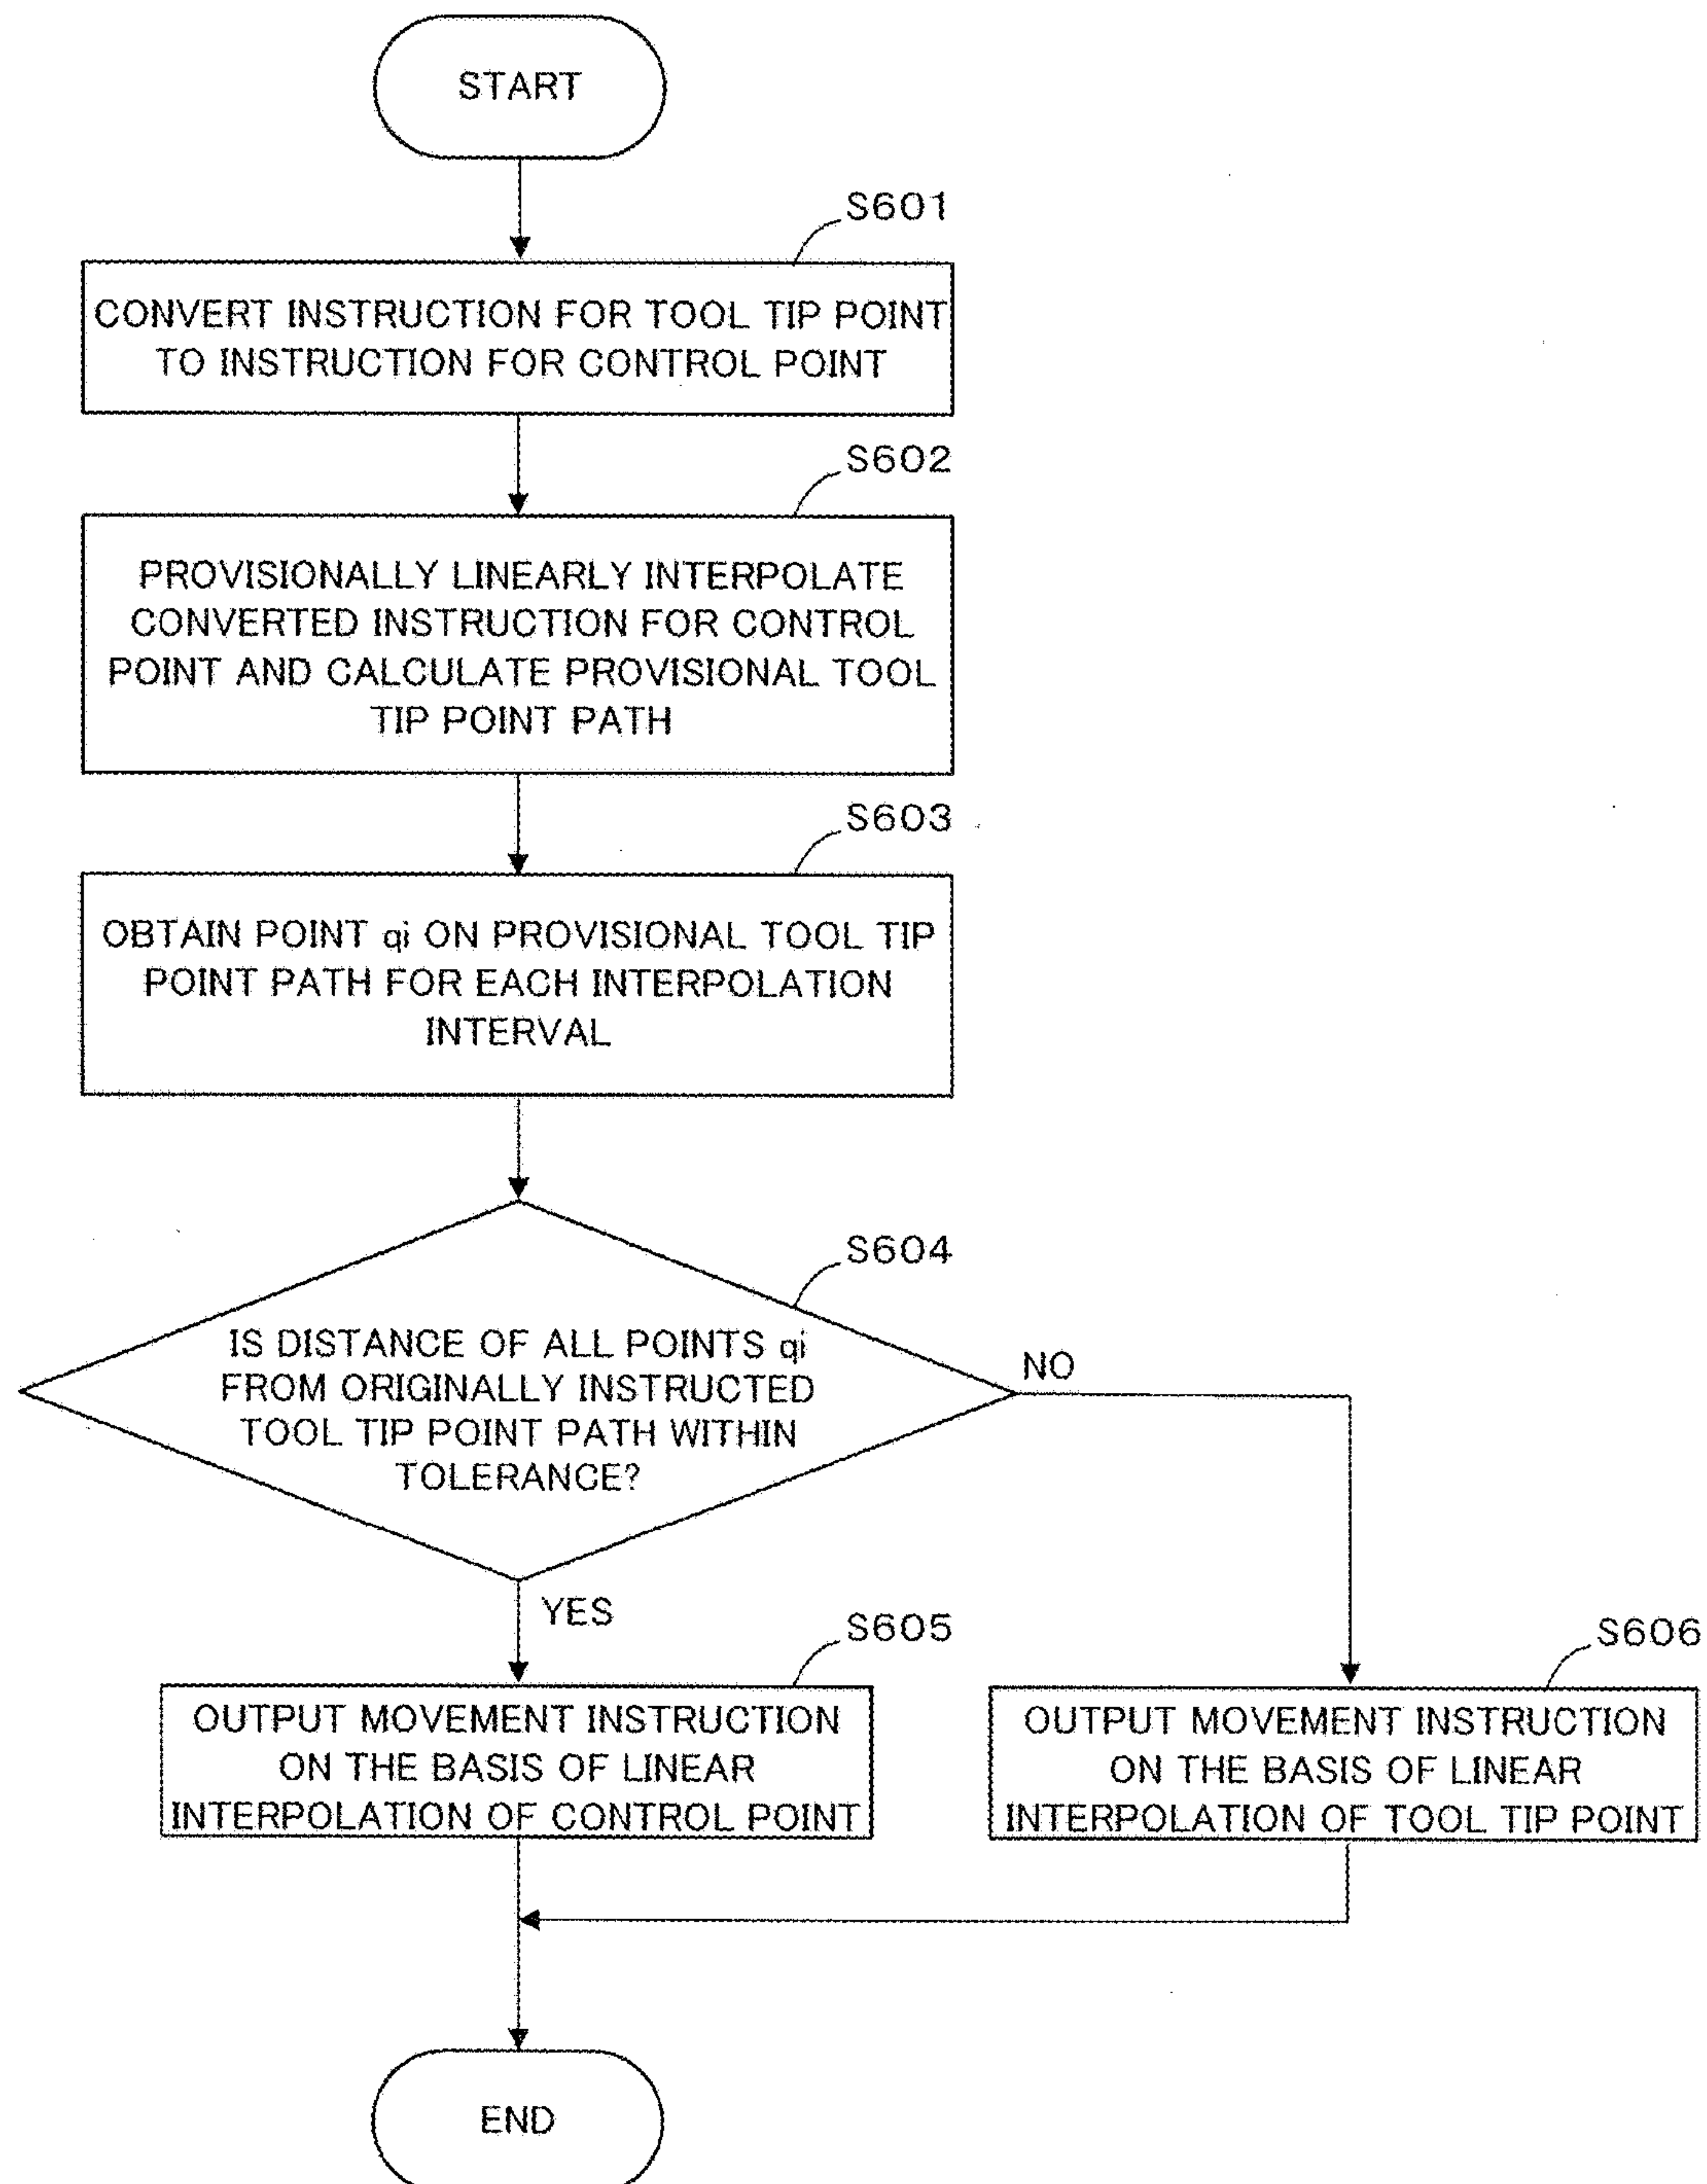 START
S601
CONVERT INSTRUCTION FOR TOOL TIP POINT
TO INSTRUCTION FOR CONTROL POINT
S602
PROVISIONALLY LINEARLY INTERPOLATE
CONVERTED INSTRUCTION FOR CONTROL
POINT AND CALCULATE PROVISIONAL TOOL
TIP POINT PATH
S603
OBTAIN POINT qi ON PROVISIONAL TOOL TIP
POINT PATH FOR EACH INTERPOLATION
INTERVAL
S604
IS DISTANCE OF ALL POINTS qi
FROM ORIGINALLY INSTRUCTED
TOOL TIP POINT PATH WITHIN
TOLERANCE?
NO
YES
S605
OUTPUT MOVEMENT INSTRUCTION
ON THE BASIS OF LINEAR
INTERPOLATION OF CONTROL POINT
S606
OUTPUT MOVEMENT INSTRUCTION
ON THE BASIS OF LINEAR
INTERPOLATION OF TOOL TIP POINT
END